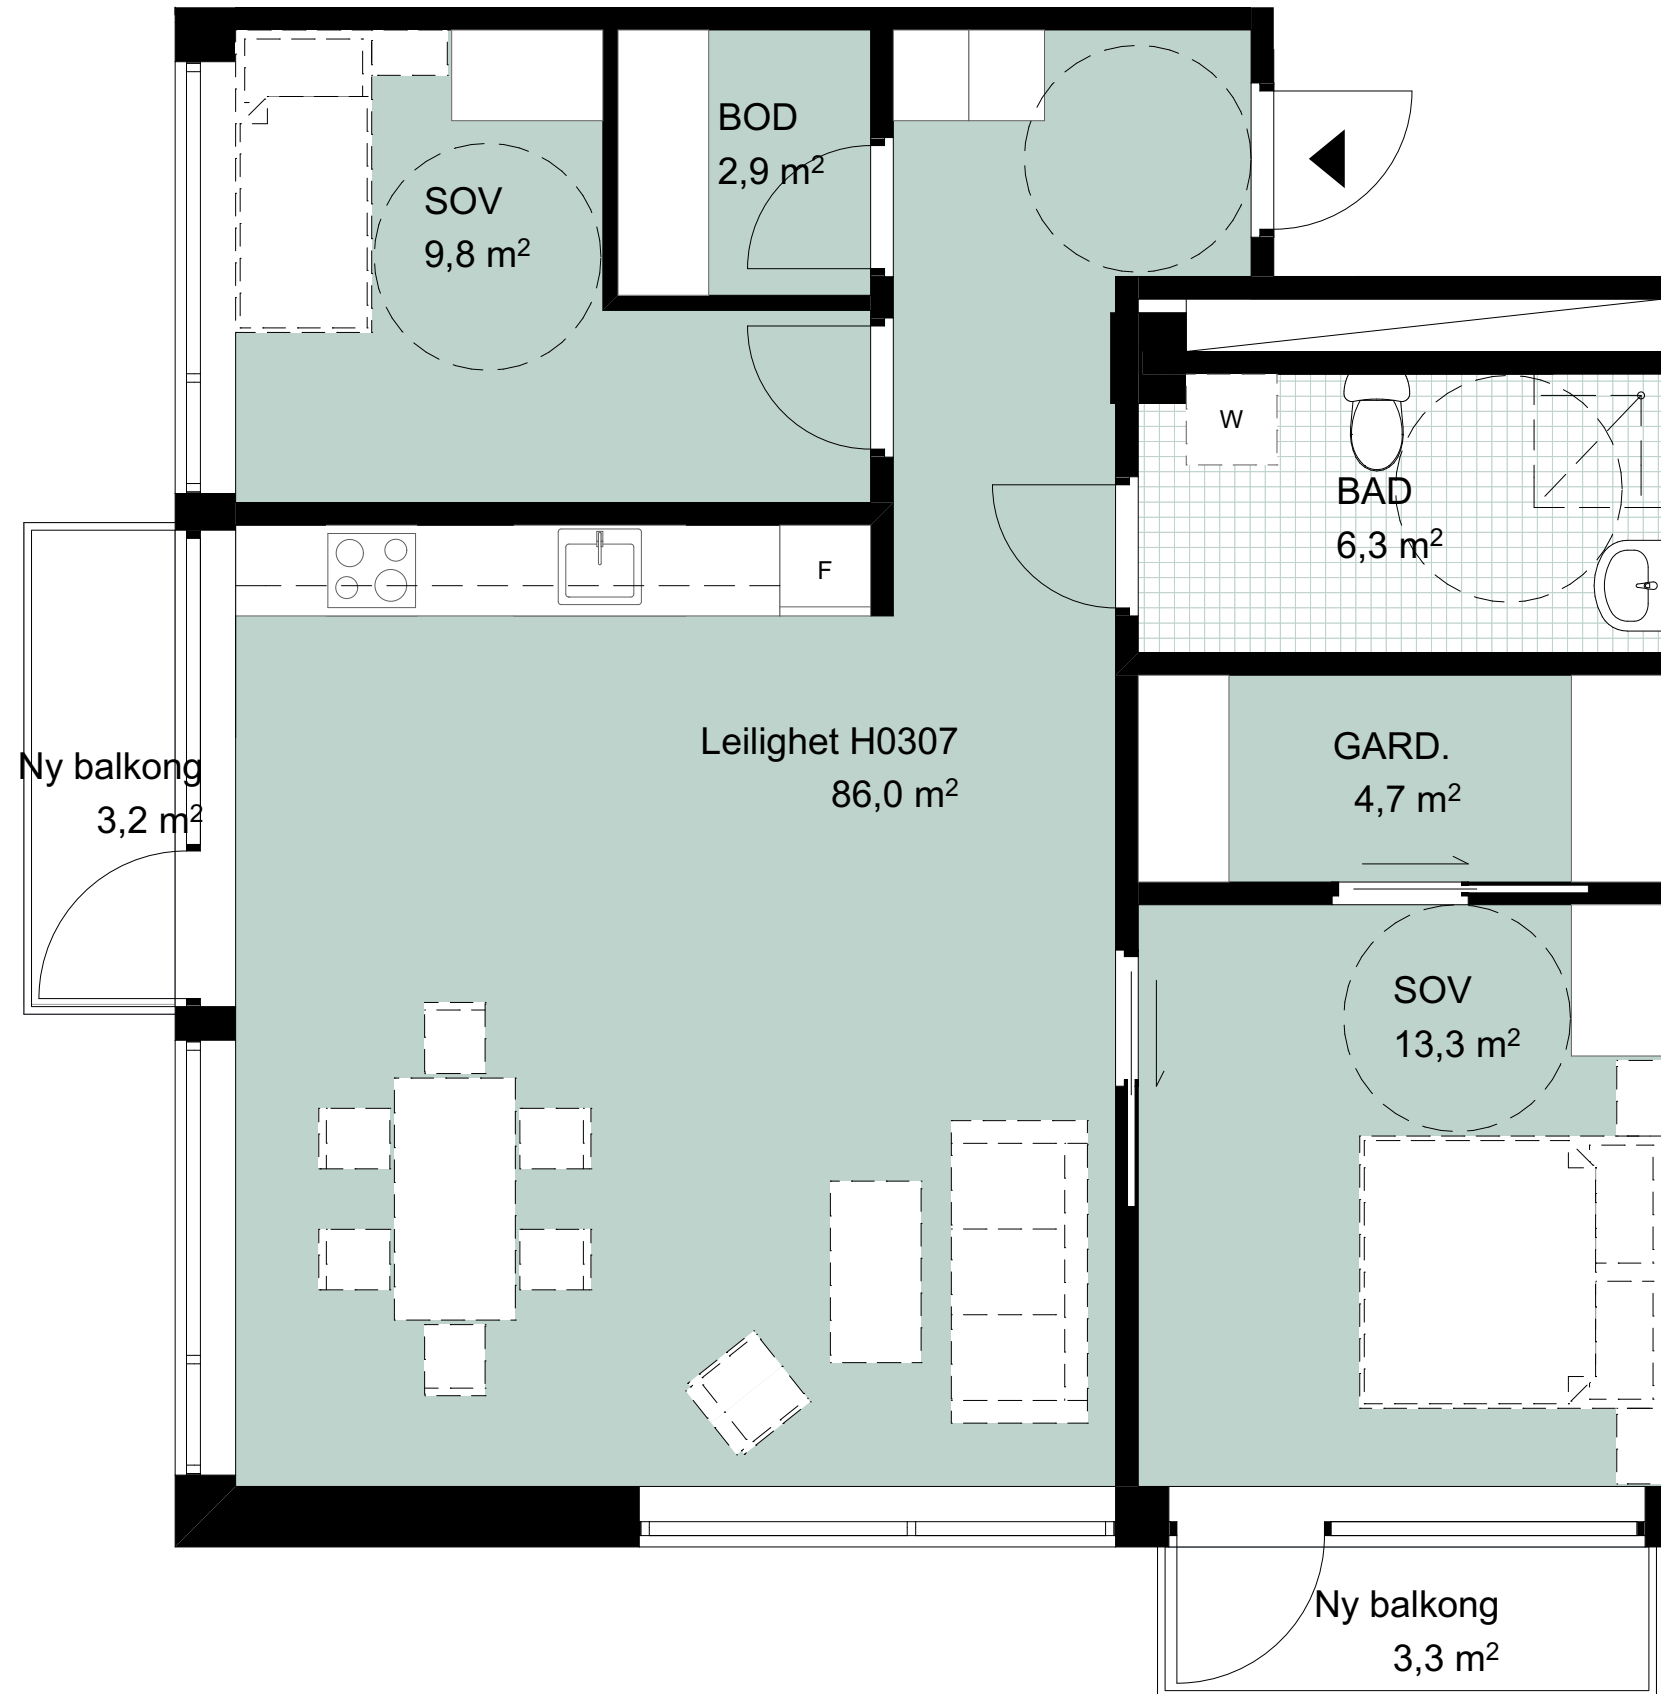 BOD
2,9 m²
SOV
9,8 m²
W
BAD
6,3 m²
F
Leilighet H0307
86,0 m²
Ny balkong
3,2 m²
GARD.
4,7 m²
SOV
13,3 m²
Ny balkong
3,3 m²